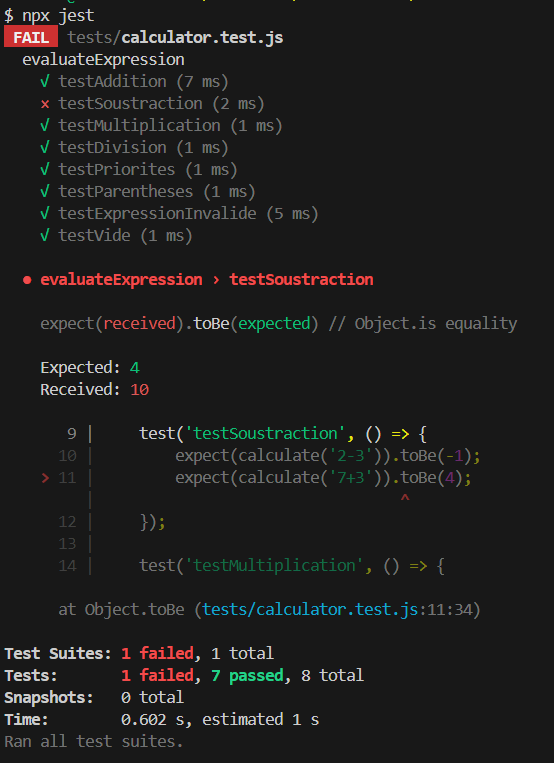 $ npx jest
FAIL tests/calculator.test.js
evaluateExpression
√ testAddition (7 ms)
× testSoustraction (2 ms)
√ testMultiplication (1 ms)
√ testDivision (1 ms)
√ testPriorites (1 ms)
√ testParentheses (1 ms)
√ testExpressionInvalide (5 ms)
√ testVide (1 ms)
● evaluateExpression › testSoustraction
expect(received).toBe(expected) // Object.is equality
Expected: 4
Received: 10
9 |     test('testSoustraction', () => {
10 |         expect(calculate('2-3')).toBe(-1);
> 11 |         expect(calculate('7+3')).toBe(4);
|                                  ^
12 |     });
13 |
14 |     test('testMultiplication', () => {
at Object.toBe (tests/calculator.test.js:11:34)
Test Suites: 1 failed, 1 total
Tests:       1 failed, 7 passed, 8 total
Snapshots:   0 total
Time:        0.602 s, estimated 1 s
Ran all test suites.